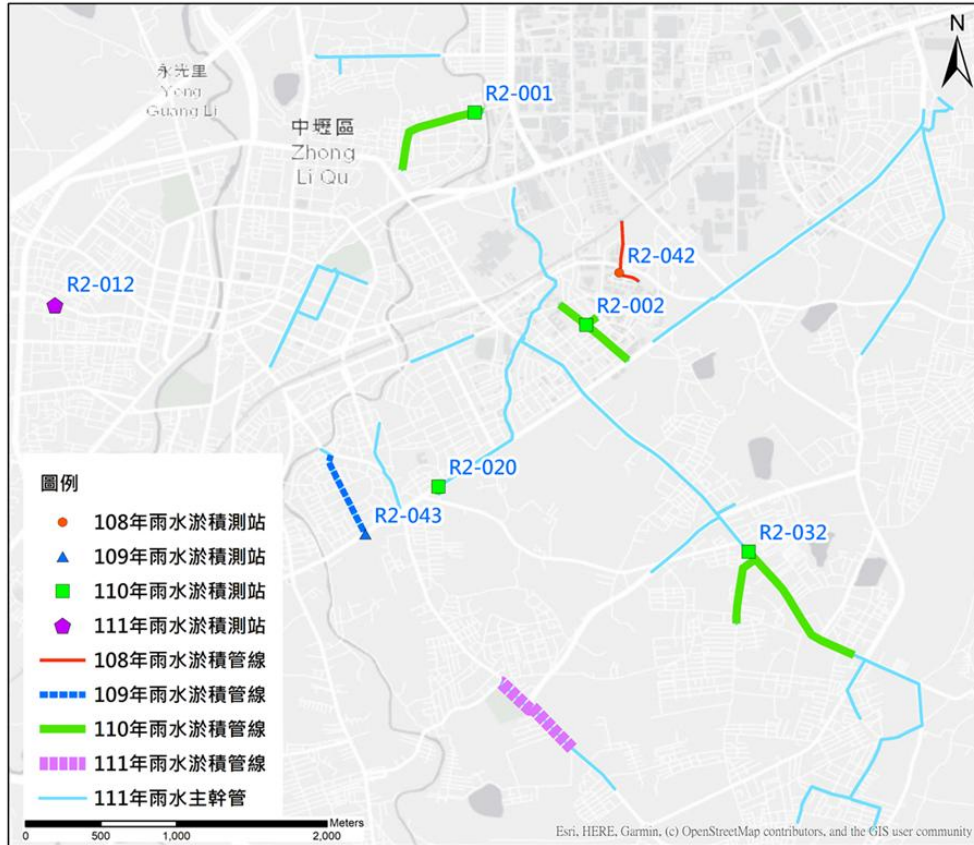 N
永光里
Yong
Guang Li
中壢區
Zhong
Li Qu
R2-001
R2-042
R2-012
R2-002
R2-020
R2-043
R2-032
圖例
108年雨水淤積測站
109年雨水淤積測站
110年雨水淤積測站
111年雨水淤積測站
108年雨水淤積管線
109年雨水淤積管線
110年雨水淤積管線
111年雨水淤積管線
111年雨水主幹管
Meters
0 500 1,000 2,000
Esri, HERE, Garmin, (c) OpenStreetMap contributors, and the GIS user community